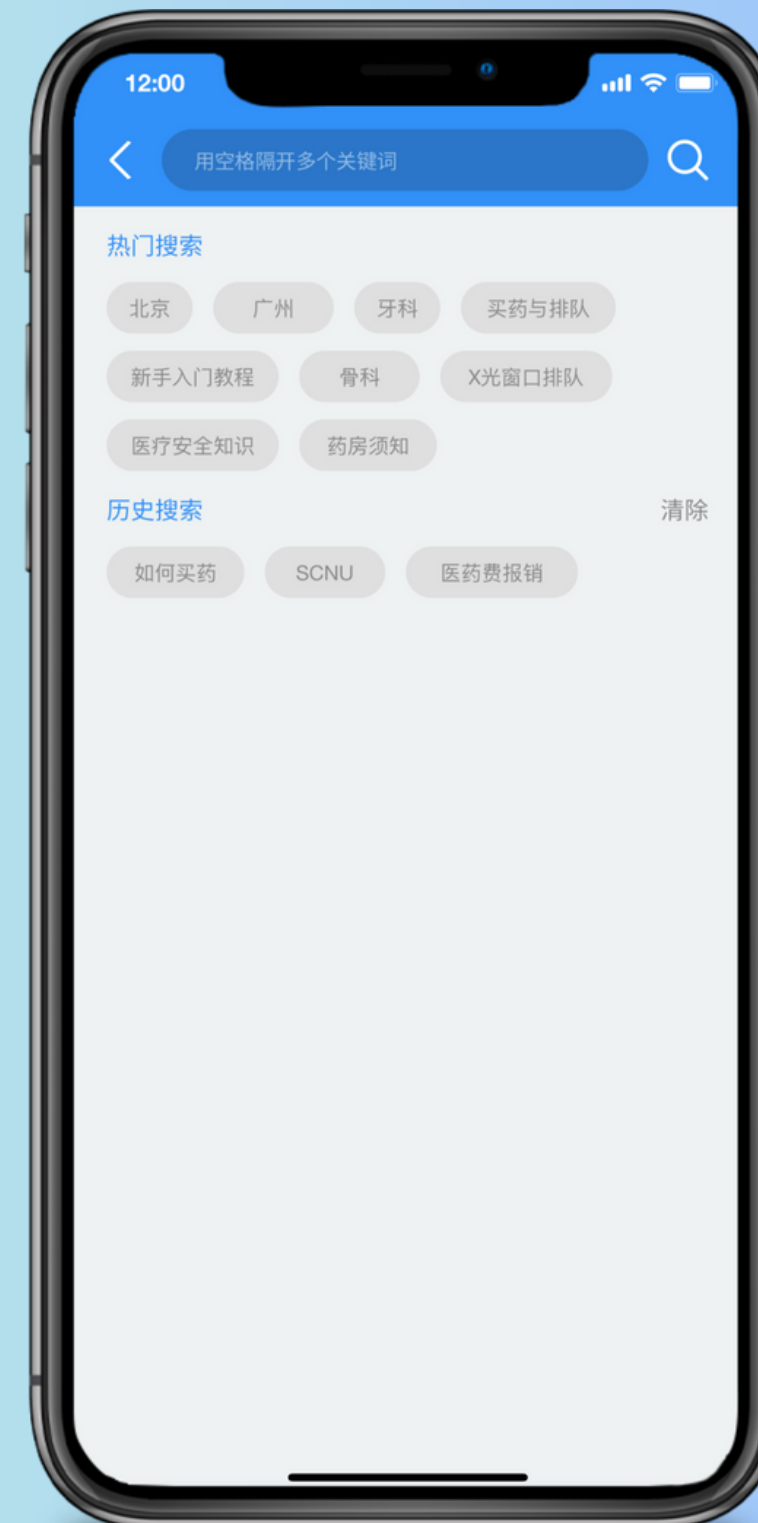 12:00
用空格隔开多个关键词
热门搜索
北京 广州 牙科 买药与排队
新手入门教程 骨科 X光窗口排队
医疗安全知识 药房须知
历史搜索 清除
如何买药 SCNU 医药费报销